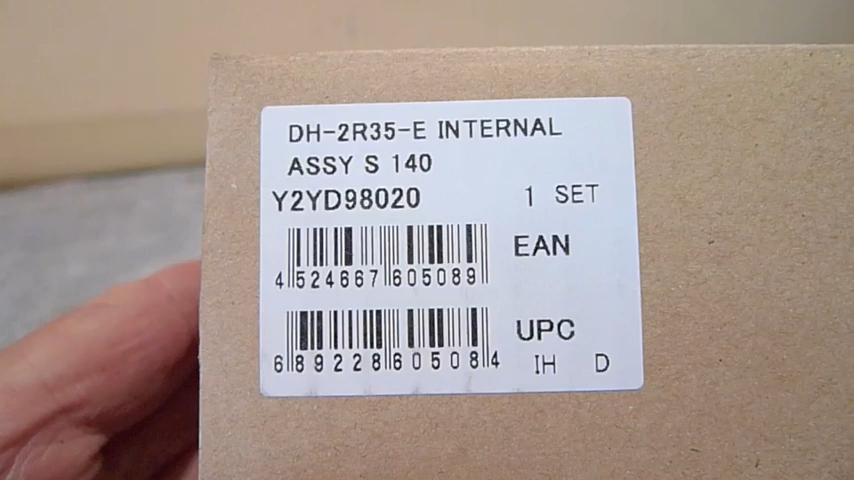 DH-2R35-E INTERNAL
ASSY S 140
Y2YD98020 1 SET
EAN
4 524667 605089
UPC
6 89228 60508 4
IH D